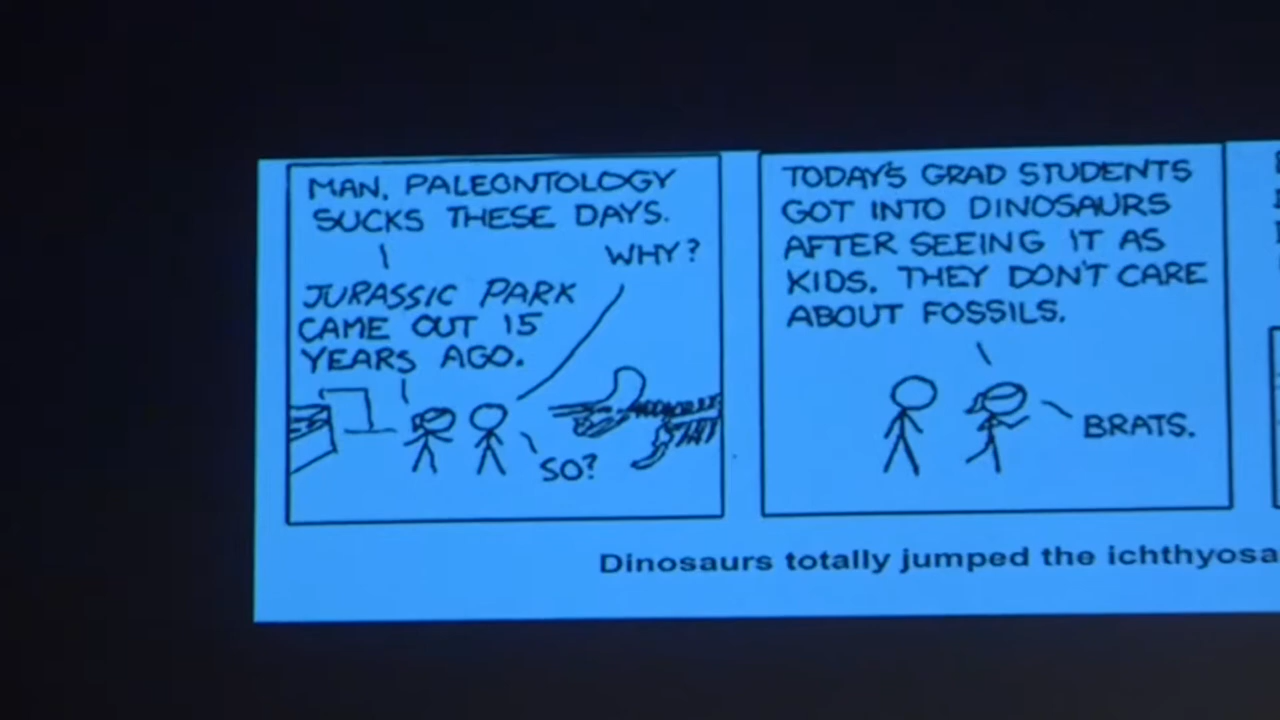 MAN, PALEONTOLOGY
SUCKS THESE DAYS.
WHY?
JURASSIC PARK
CAME OUT 15
YEARS AGO.
SO?
TODAY'S GRAD STUDENTS
GOT INTO DINOSAURS
AFTER SEEING IT AS
KIDS. THEY DON'T CARE
ABOUT FOSSILS.
BRATS.
Dinosaurs totally jumped the ichthyosa